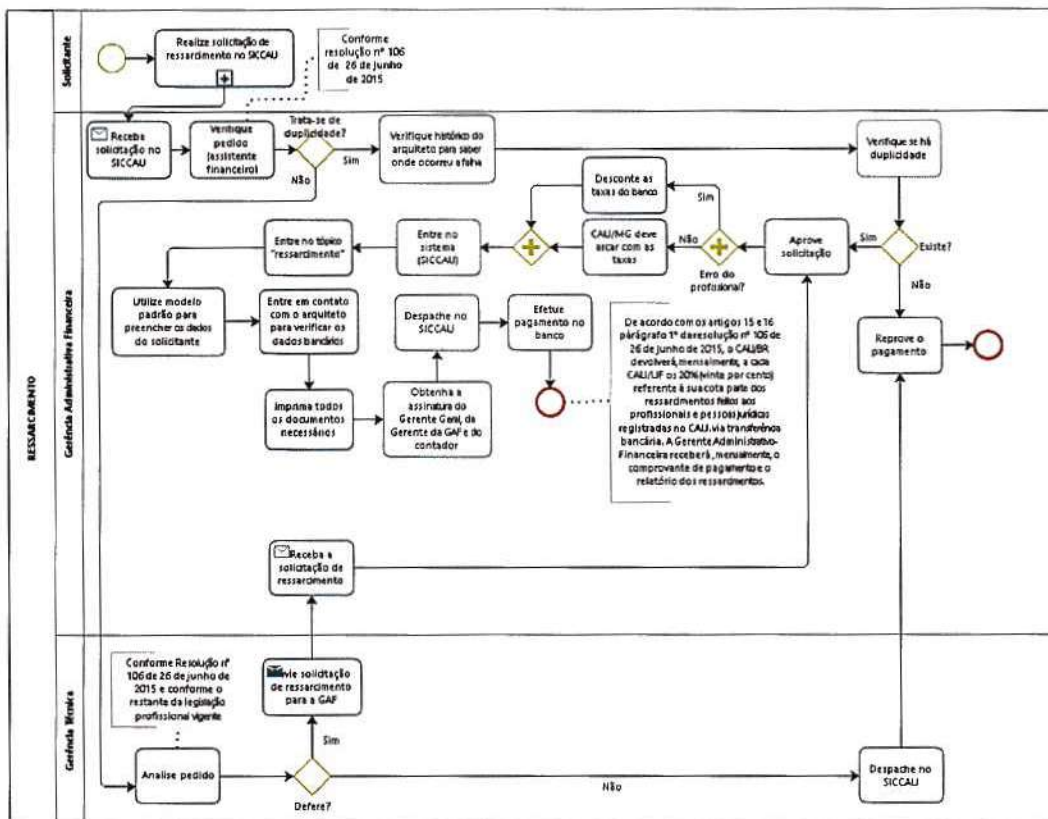 RESSARCIMENTO
Solicitante
Realize solicitação de
ressarcimento no SICCAU
Conforme
resolução nº 106
de 26 de junho
de 2015
Gerência Administrativa Financeira
Receba
solicitação no
SICCAU
Verifique
pedido
(assistente
financeiro)
Trata-se de
duplicidade?
Sim
Não
Verifique histórico do
arquiteto para saber
onde ocorreu a falha
Verifique se há
duplicidade
Desconte as
taxas do banco
Sim
Entre no tópico
"ressarcimento"
Entre no
sistema
(SICCAU)
CAU/MG deve
arcar com as
taxas
Não
Erro do
profissional?
Aprove
solicitação
Sim
Existe?
Não
Utilize modelo
padrão para
preencher os dados
do solicitante
Entre em contato
com o arquiteto
para verificar os
dados bancários
Despache no
SICCAU
Efetue
pagamento no
banco
De acordo com os artigos 15 e 16
párágrafo 1º da resolução nº 106 de
26 de junho de 2015, o CAU/BR
devolverá, mensalmente, a cada
CAU/UF os 20% (vinte por cento)
referente à sua cota parte dos
ressarcimentos feitos aos
profissionais e pessoas jurídicas
registradas no CAU, via transferência
bancária. A Gerente Administrativo-
Financeira receberá, mensalmente, o
comprovante de pagamento e o
relatório dos ressarcimentos.
Reprove o
pagamento
Imprima todos
os documentos
necessários
Obtenha a
assinatura do
Gerente Geral, da
Gerente da GAF e do
contador
Receba a
solicitação de
ressarcimento
Gerência Técnica
Conforme Resolução nº
106 de 26 de junho de
2015 e conforme o
restante da legislação
profissional vigente
vie solicitação
de ressarcimento
para a GAF
Sim
Analise pedido
Defere?
Não
Despache no
SICCAU